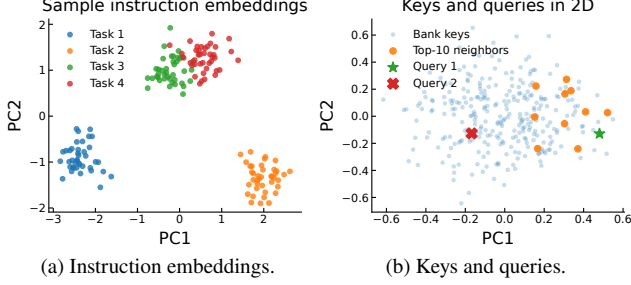 Sample instruction embeddings
Task 1
Task 2
Task 3
Task 4
PC2
2
1
0
−1
−2
−3 −2 −1 0 1 2
PC1
(a) Instruction embeddings.
Keys and queries in 2D
Bank keys
Top-10 neighbors
Query 1
Query 2
PC2
0.6
0.4
0.2
0.0
−0.2
−0.4
−0.6
−0.6 −0.4 −0.2 0.0 0.2 0.4 0.6
PC1
(b) Keys and queries.